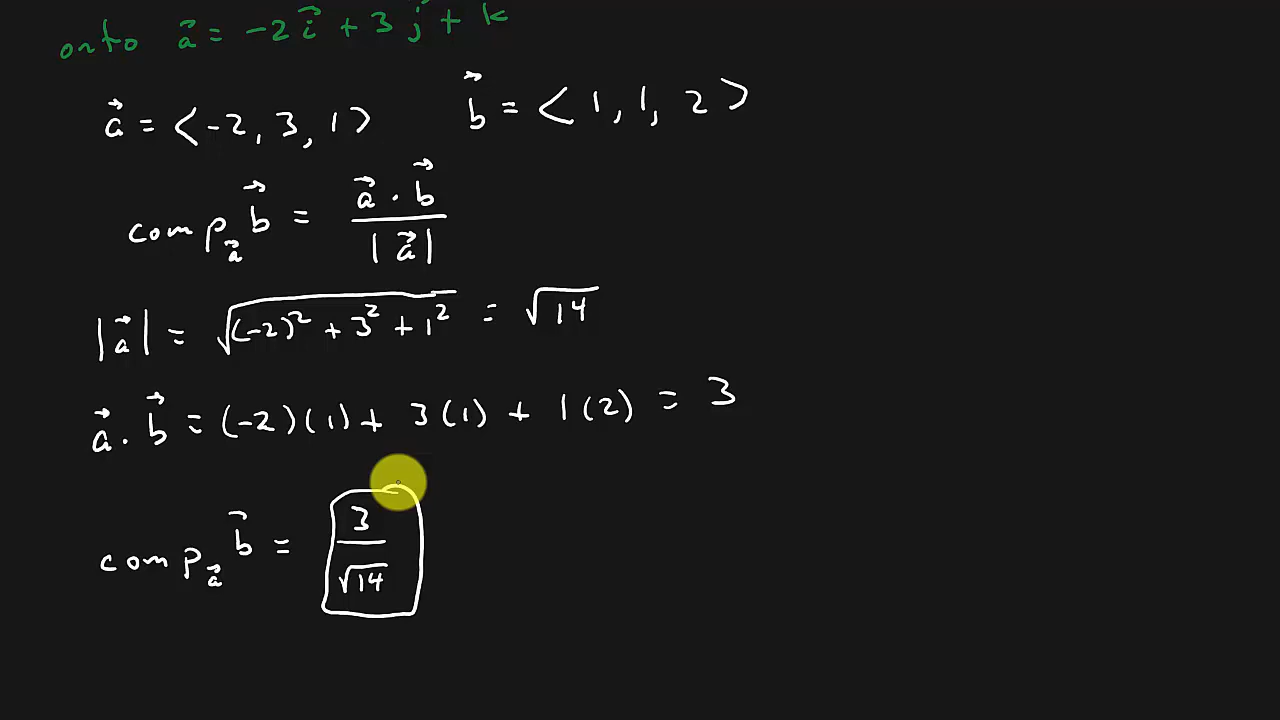 onto a⃗ = -2i⃗ + 3j⃗ + k
a⃗ = <-2, 3, 1> b⃗ = <1, 1, 2>
comp_a⃗ b⃗ = (a⃗ · b⃗) / |a⃗|
|a⃗| = √((-2)² + 3² + 1²) = √14
a⃗ · b⃗ = (-2)(1) + 3(1) + 1(2) = 3
comp_a⃗ b⃗ = 3/√14